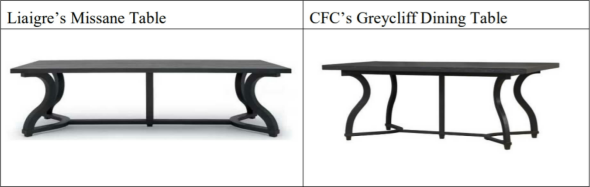 Liaigre's Missane Table
CFC's Greycliff Dining Table